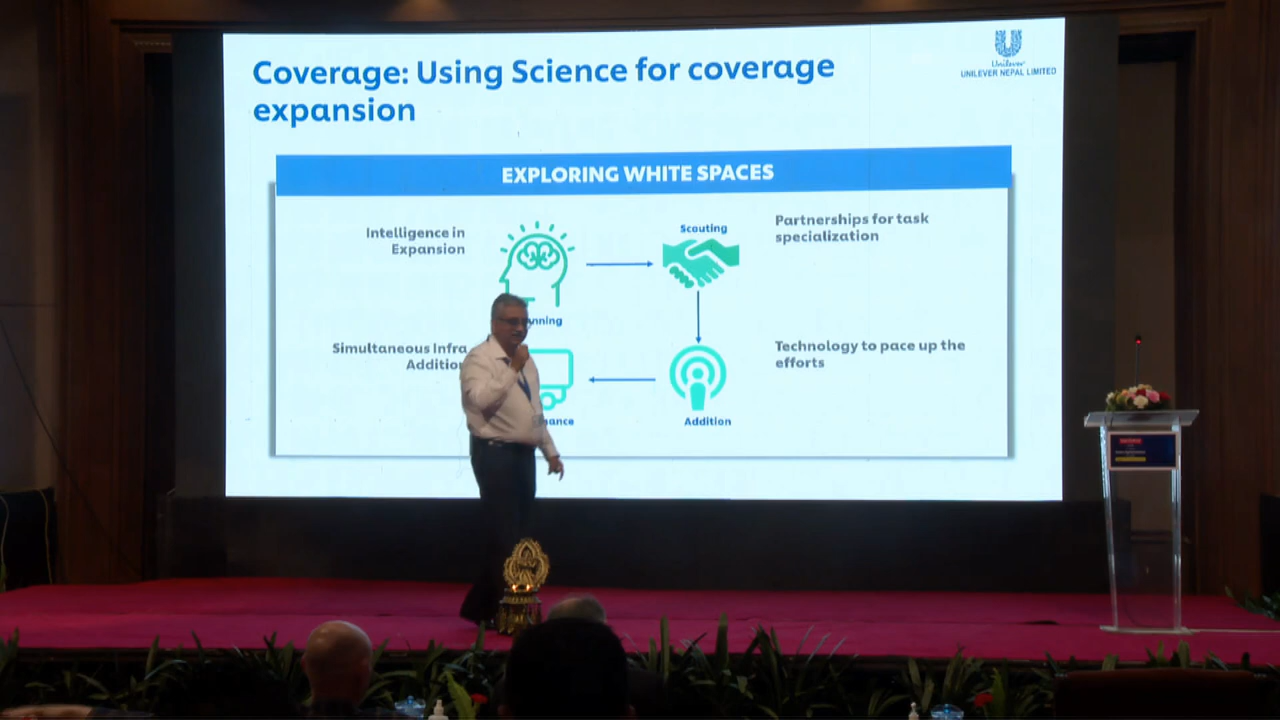 Coverage: Using Science for coverage
expansion
Unilever
UNILEVER NEPAL LIMITED
EXPLORING WHITE SPACES
Intelligence in
Expansion
Scouting
Partnerships for task
specialization
Simultaneous Infra
Technology to pace up the
efforts
Addition